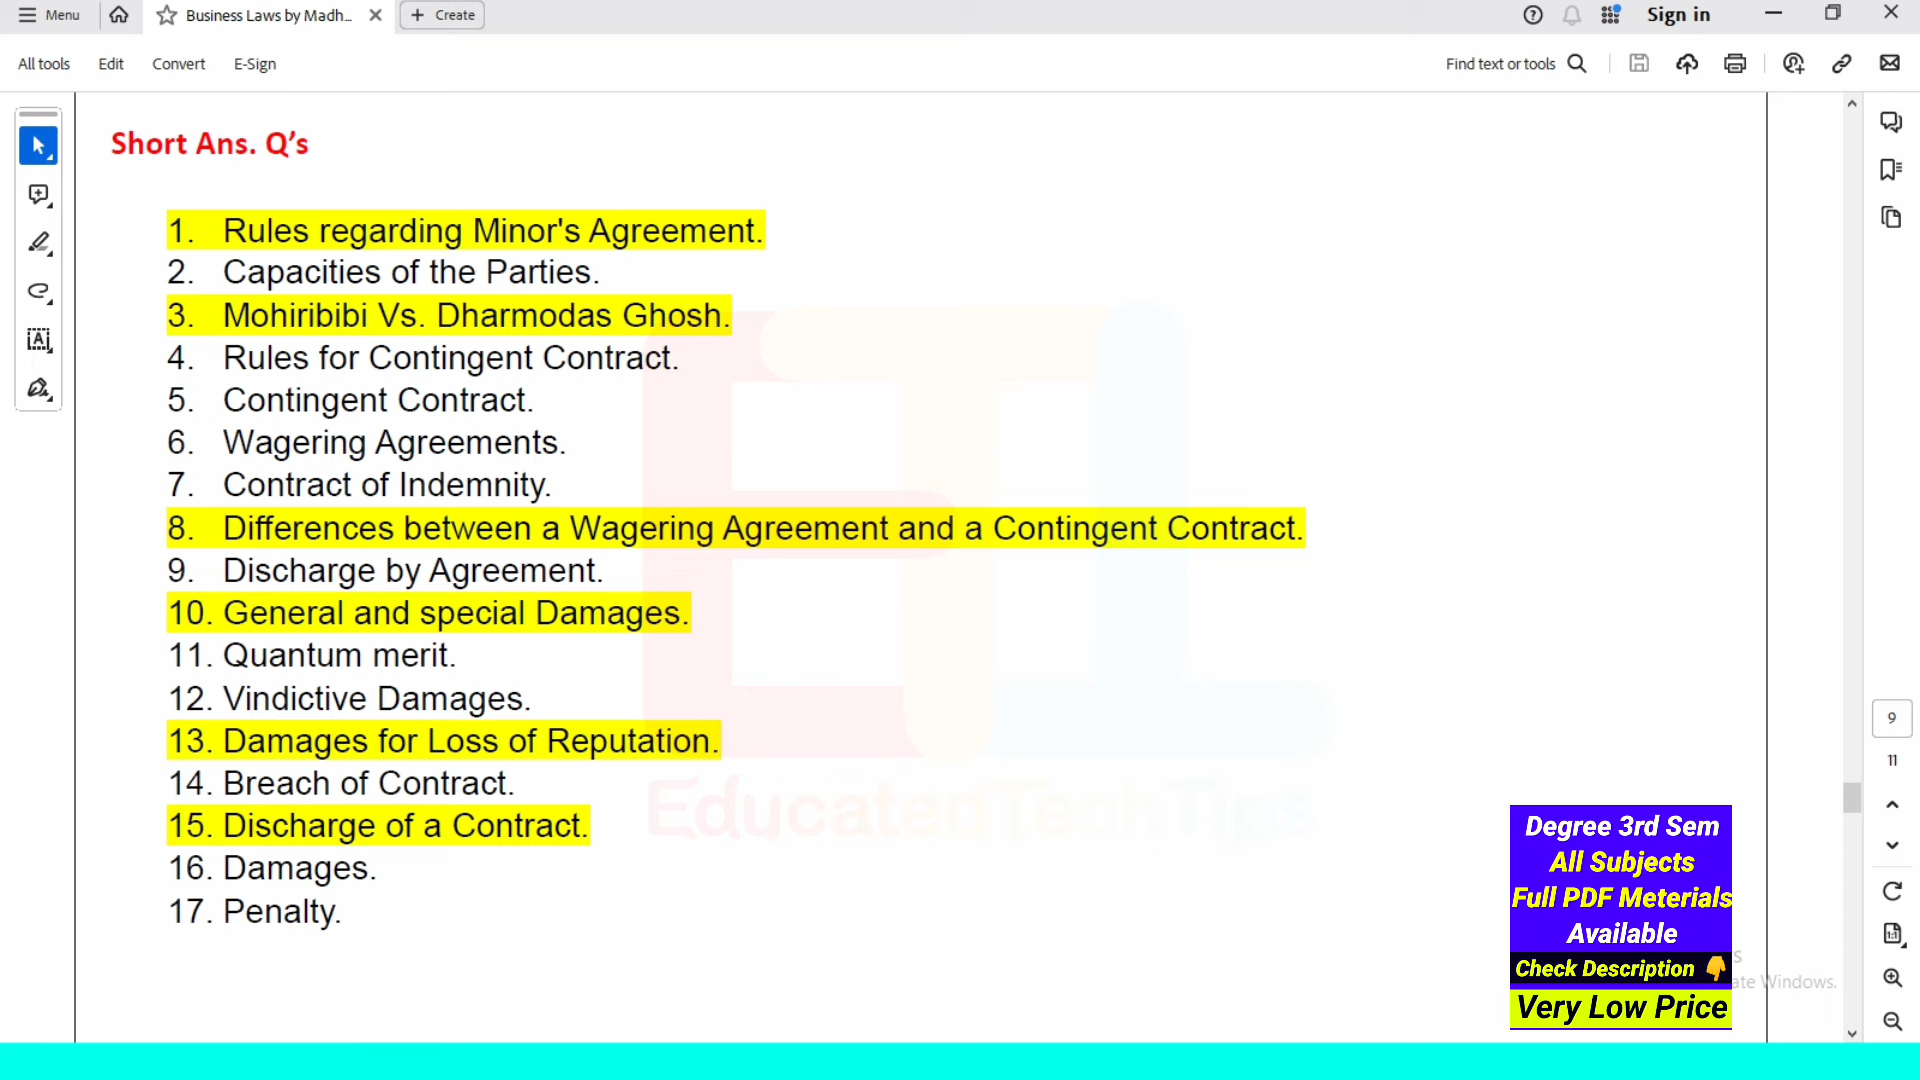 Menu
Business Laws by Madh...
Create
Sign in
All tools Edit Convert E-Sign
Find text or tools
Short Ans. Q's
1. Rules regarding Minor's Agreement.
2. Capacities of the Parties.
3. Mohiribibi Vs. Dharmodas Ghosh.
4. Rules for Contingent Contract.
5. Contingent Contract.
6. Wagering Agreements.
7. Contract of Indemnity.
8. Differences between a Wagering Agreement and a Contingent Contract.
9. Discharge by Agreement.
10. General and special Damages.
11. Quantum merit.
12. Vindictive Damages.
13. Damages for Loss of Reputation.
14. Breach of Contract.
15. Discharge of a Contract.
16. Damages.
17. Penalty.
EducatedTechTips
9
11
Degree 3rd Sem
All Subjects
Full PDF Meterials
Available
Check Description
Very Low Price
Windows.